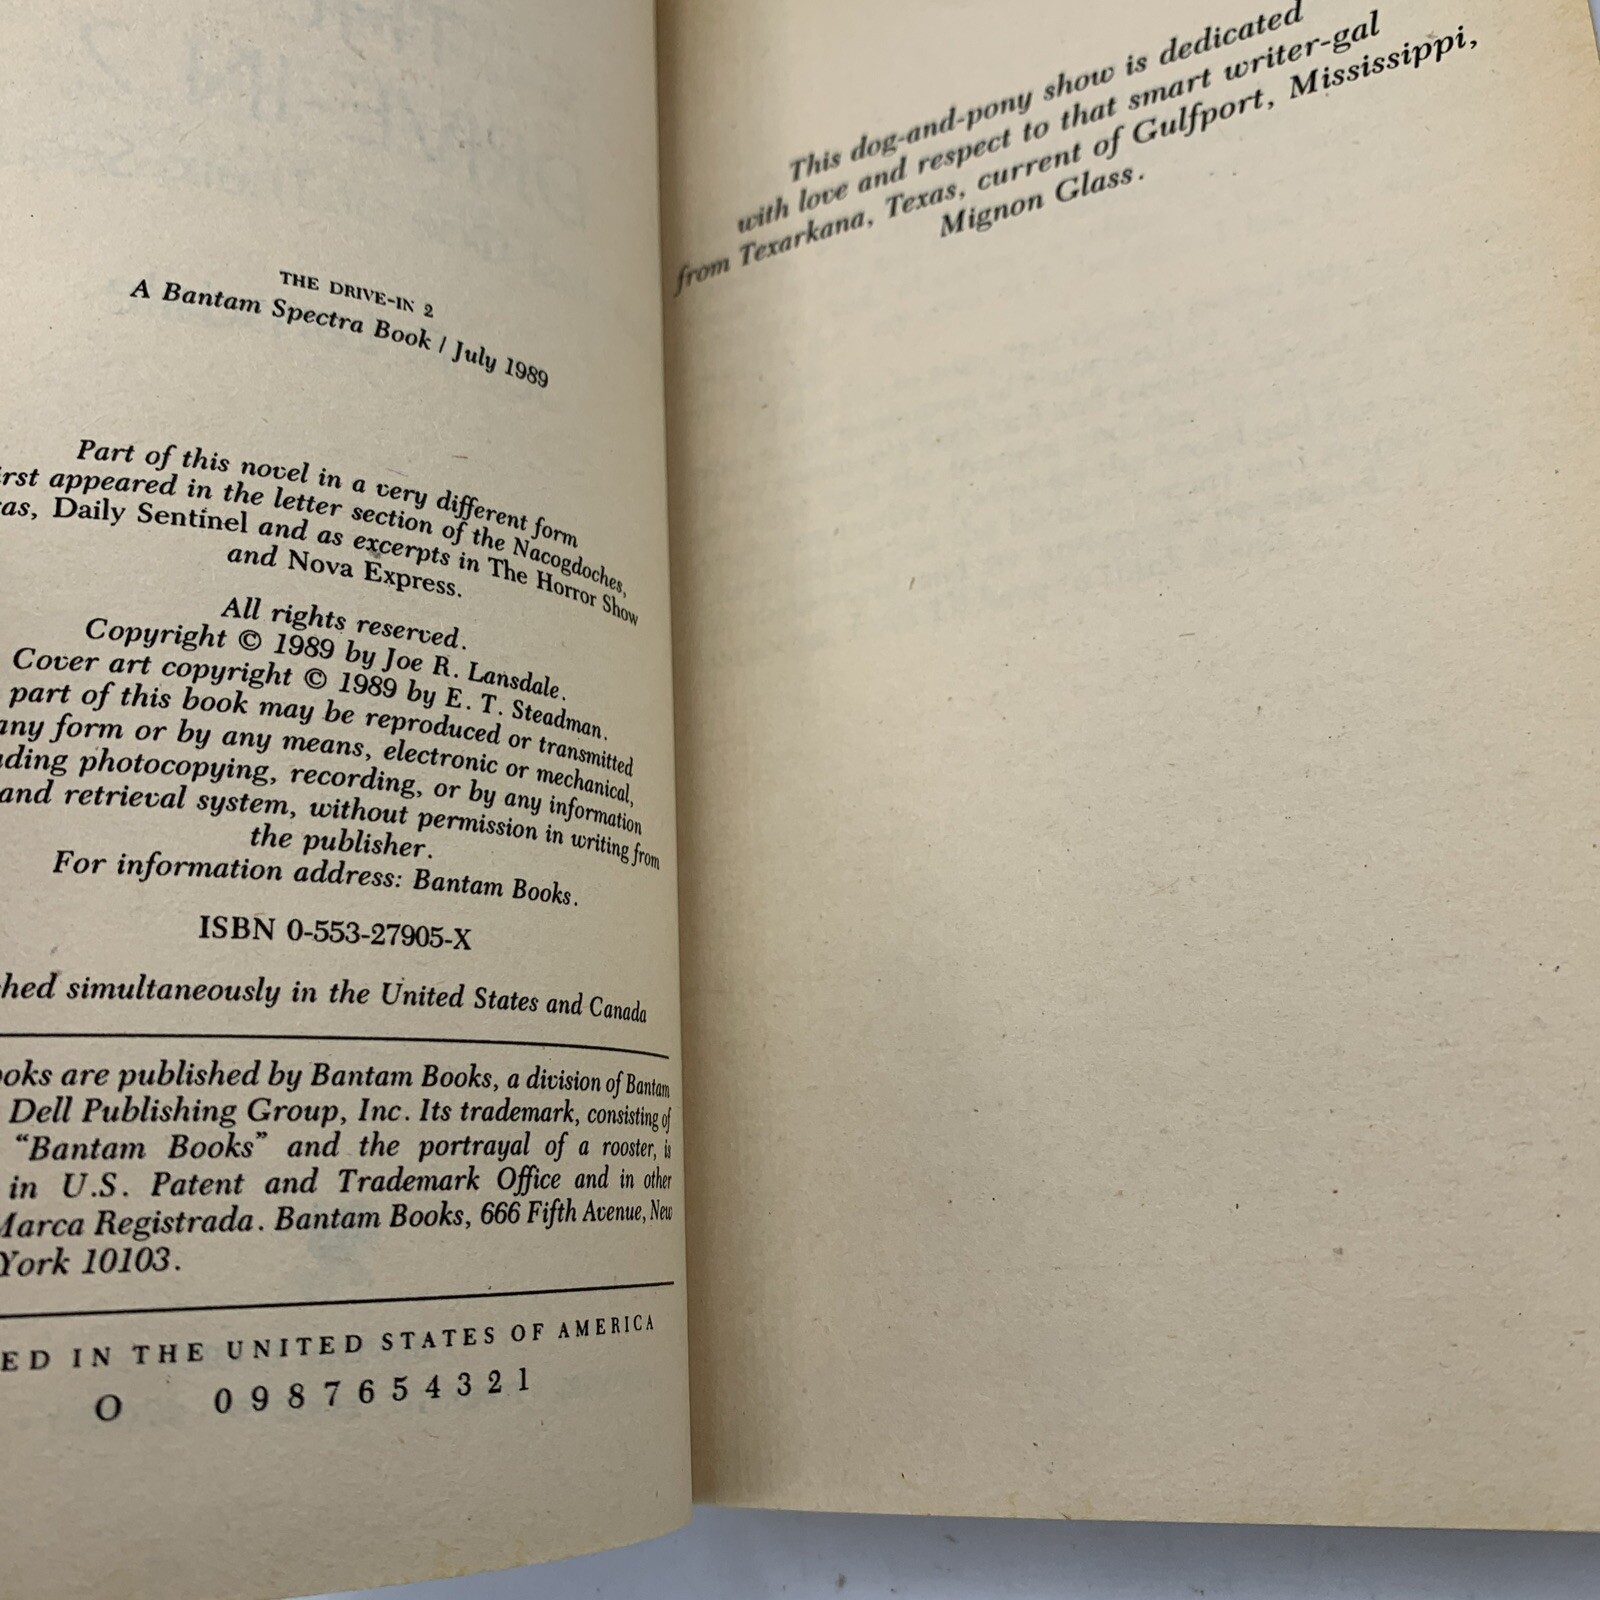 THE DRIVE-IN 2
A Bantam Spectra Book / July 1989
Part of this novel in a very different form
irst appeared in the letter section of the Nacogdoches,
as, Daily Sentinel and as excerpts in The Horror Show
and Nova Express.
All rights reserved.
Copyright © 1989 by Joe R. Lansdale.
Cover art copyright © 1989 by E. T. Steadman.
part of this book may be reproduced or transmitted
any form or by any means, electronic or mechanical,
ding photocopying, recording, or by any information
and retrieval system, without permission in writing from
the publisher.
For information address: Bantam Books.
ISBN 0-553-27905-X
hed simultaneously in the United States and Canada
ooks are published by Bantam Books, a division of Bantam
Dell Publishing Group, Inc. Its trademark, consisting of
"Bantam Books" and the portrayal of a rooster, is
in U.S. Patent and Trademark Office and in other
Marca Registrada. Bantam Books, 666 Fifth Avenue, New
York 10103.
ED IN THE UNITED STATES OF AMERICA
O 0 9 8 7 6 5 4 3 2 1
This dog-and-pony show is dedicated
with love and respect to that smart writer-gal
from Texarkana, Texas, current of Gulfport, Mississippi,
Mignon Glass.